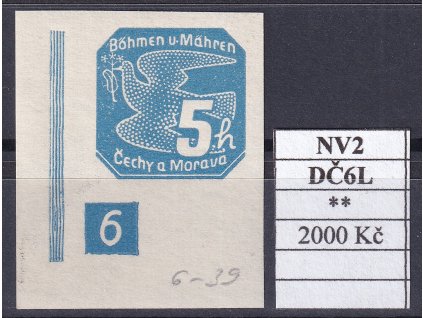 Böhmen u. Mähren
5h
Čechy a Morava
6
6-39
NV2
DČ6L
**
2000 Kč